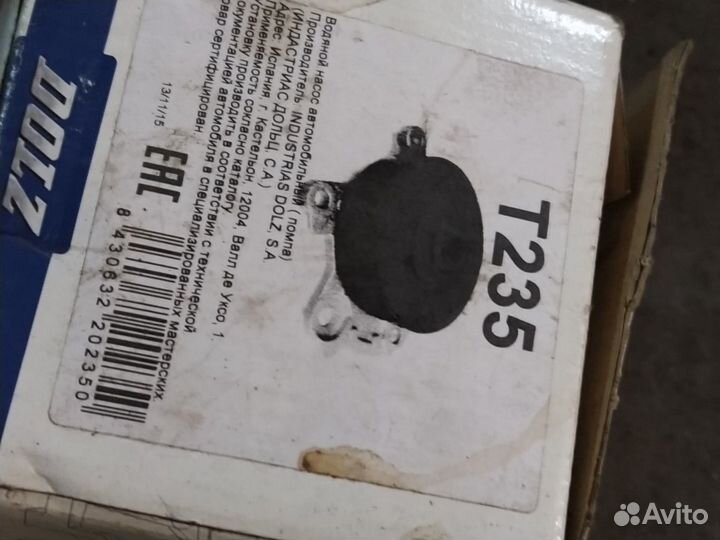 DOLZ
T235
Водяной насос автомобильный (помпа)
Производитель: INDUSTRIAS DOLZ, S.A.
(ИНДАСТРИАС ДОЛЬЦ, С.А.)
Адрес: Испания, г. Кастельон, 12004, Валл де Уксо, 1.
Применяемость согласно каталогу
Установку производить в специализированных мастерских
документацией автомобиля в соответствии с технической
товар сертифицирован
13/11/15
EAC
8 430632 202350
Avito